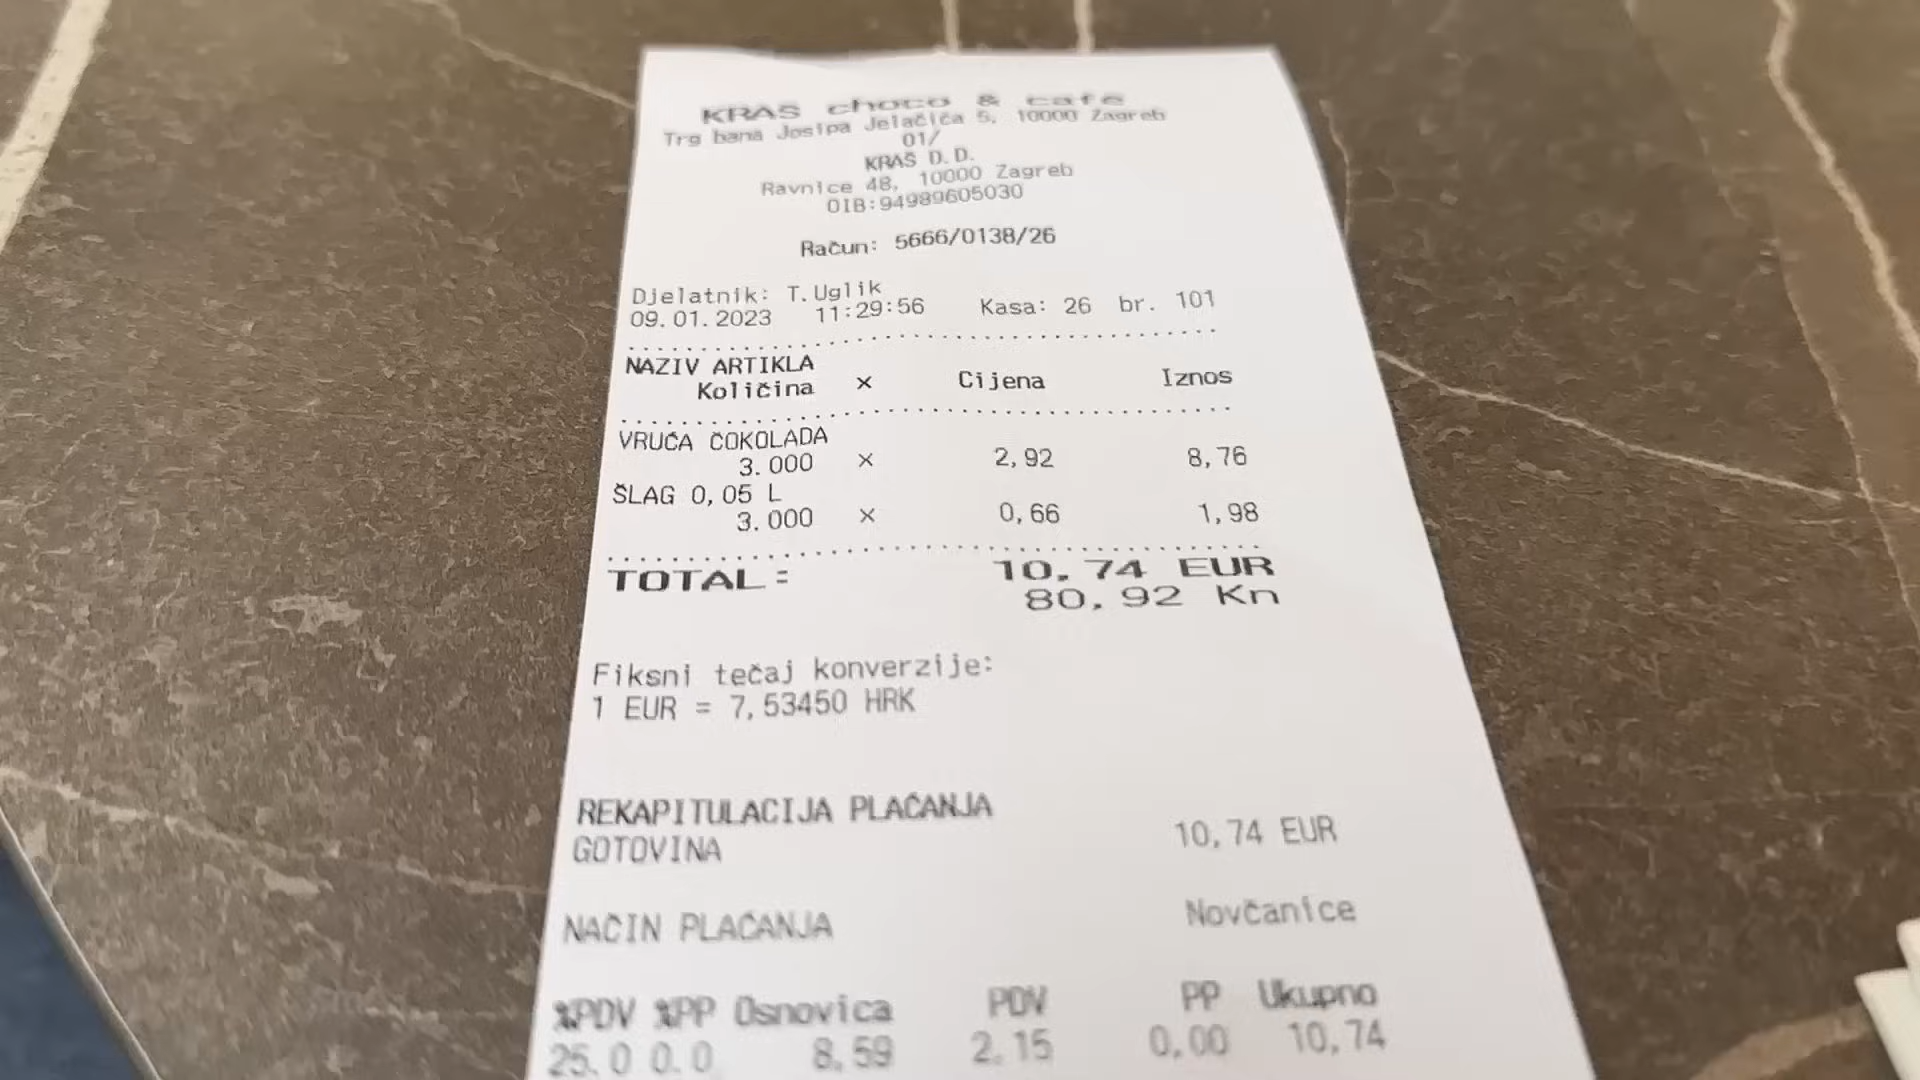 KRAŠ choco & cafe
Trg bana Josipa Jelačića 5, 10000 Zagreb
01/
KRAŠ D.D.
Ravnice 48, 10000 Zagreb
OIB:94989605030
Račun: 5666/0138/26
Djelatnik: T.Uglik
09.01.2023 11:29:56 Kasa: 26 br. 101
NAZIV ARTIKLA
Količina × Cijena Iznos
VRUĆA ČOKOLADA
3.000 × 2,92 8,76
ŠLAG 0,05 L
3.000 × 0,66 1,98
TOTAL: 10,74 EUR
80,92 Kn
Fiksni tečaj konverzije:
1 EUR = 7,53450 HRK
REKAPITULACIJA PLAĆANJA
GOTOVINA 10,74 EUR
NAČIN PLAĆANJA Novčanice
%PDV %PP Osnovica PDV PP Ukupno
25.0 0.0 8,59 2.15 0,00 10,74